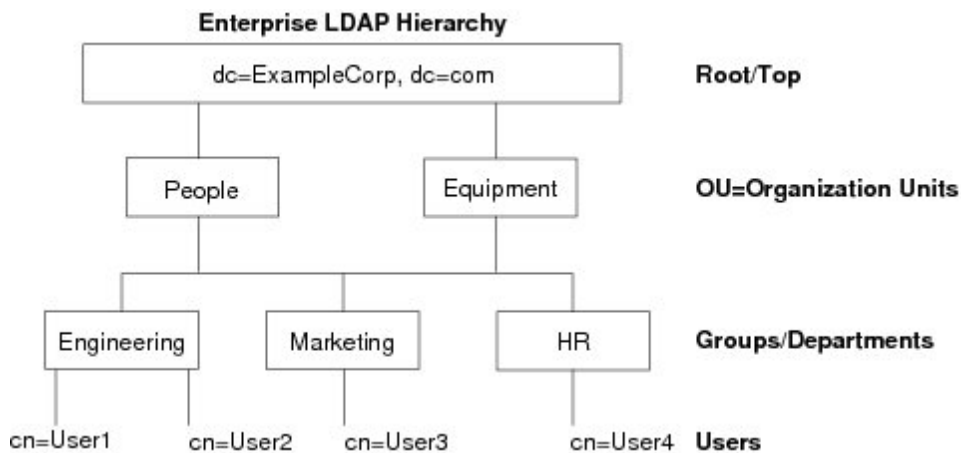 Enterprise LDAP Hierarchy
dc=ExampleCorp, dc=com
Root/Top
People
Equipment
OU=Organization Units
Engineering
Marketing
HR
Groups/Departments
cn=User1
cn=User2
cn=User3
cn=User4
Users